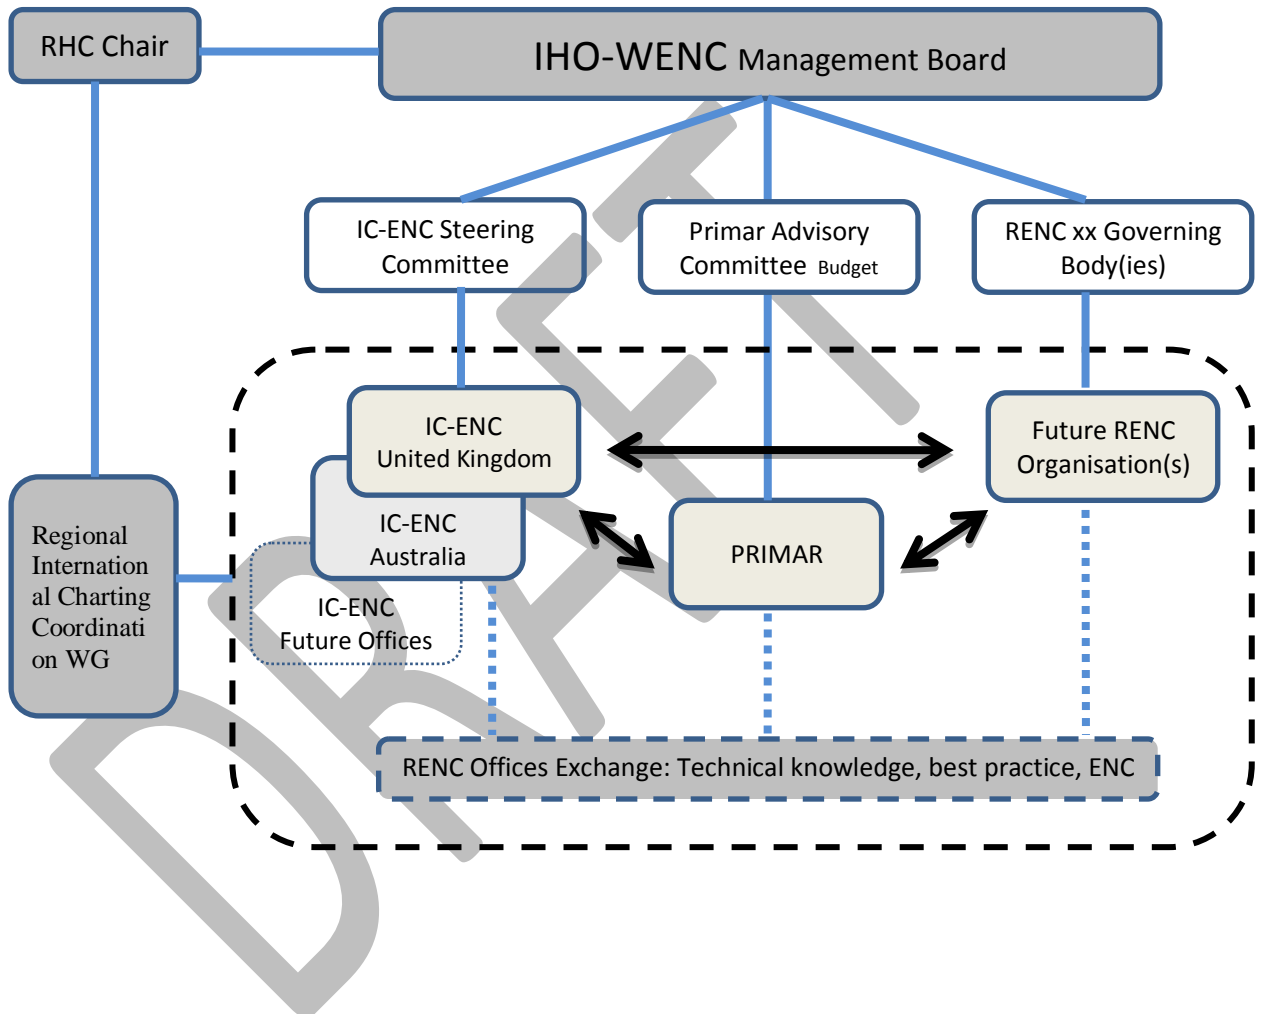 RHC Chair
IHO-WENC Management Board
IC-ENC Steering
Committee
Primar Advisory
Committee Budget
RENC xx Governing
Body(ies)
IC-ENC
United Kingdom
Future RENC
Organisation(s)
IC-ENC
Australia
PRIMAR
Regional
Internation
al Charting
Coordinati
on WG
IC-ENC
Future Offices
RENC Offices Exchange: Technical knowledge, best practice, ENC
DRAFT